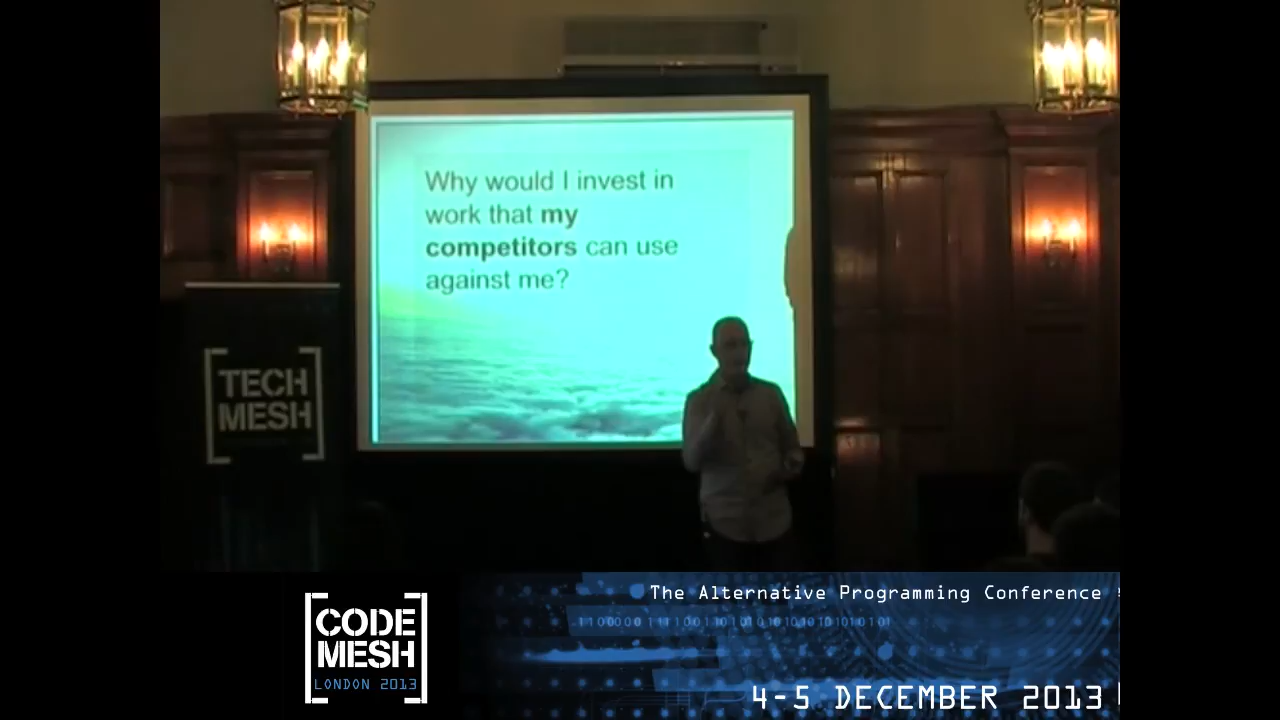 Why would I invest in
work that my
competitors can use
against me?
TECH
MESH
CODE
MESH
LONDON 2013
The Alternative Programming Conference
4-5 DECEMBER 2013